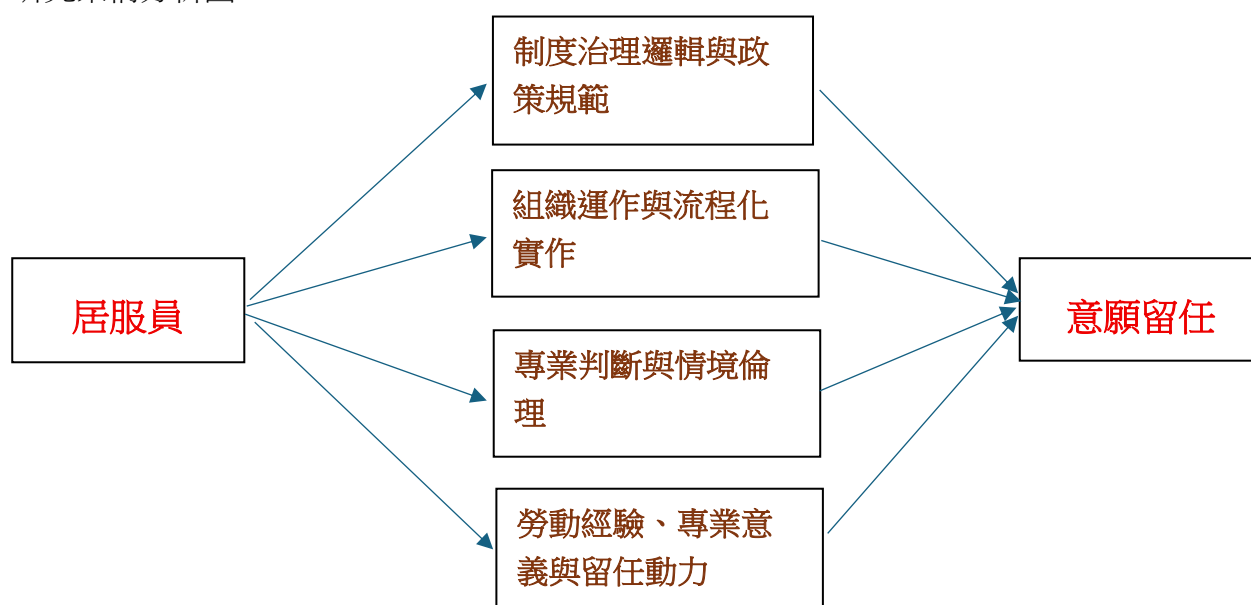 制度治理邏輯與政
策規範
組織運作與流程化
實作
居服員
意願留任
專業判斷與情境倫
理
勞動經驗、專業意
義與留任動力